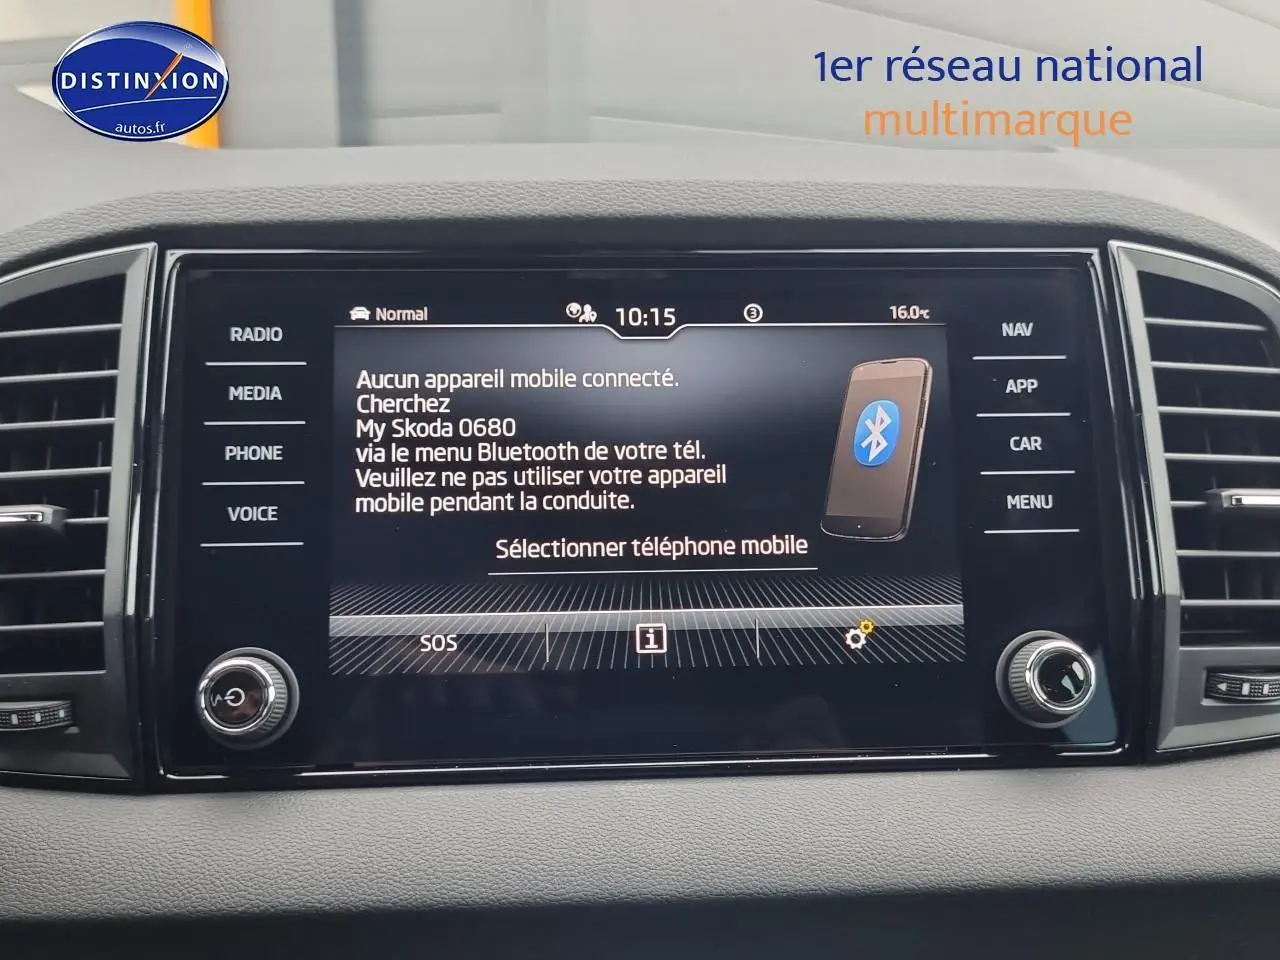 DISTINXION
autos.fr
1er réseau national
multimarque
Normal
10:15
3
16.0°C
RADIO
MEDIA
PHONE
VOICE
Aucun appareil mobile connecté.
Cherchez
My Skoda 0680
via le menu Bluetooth de votre tél.
Veuillez ne pas utiliser votre appareil
mobile pendant la conduite.
Sélectionner téléphone mobile
SOS
i
NAV
APP
CAR
MENU